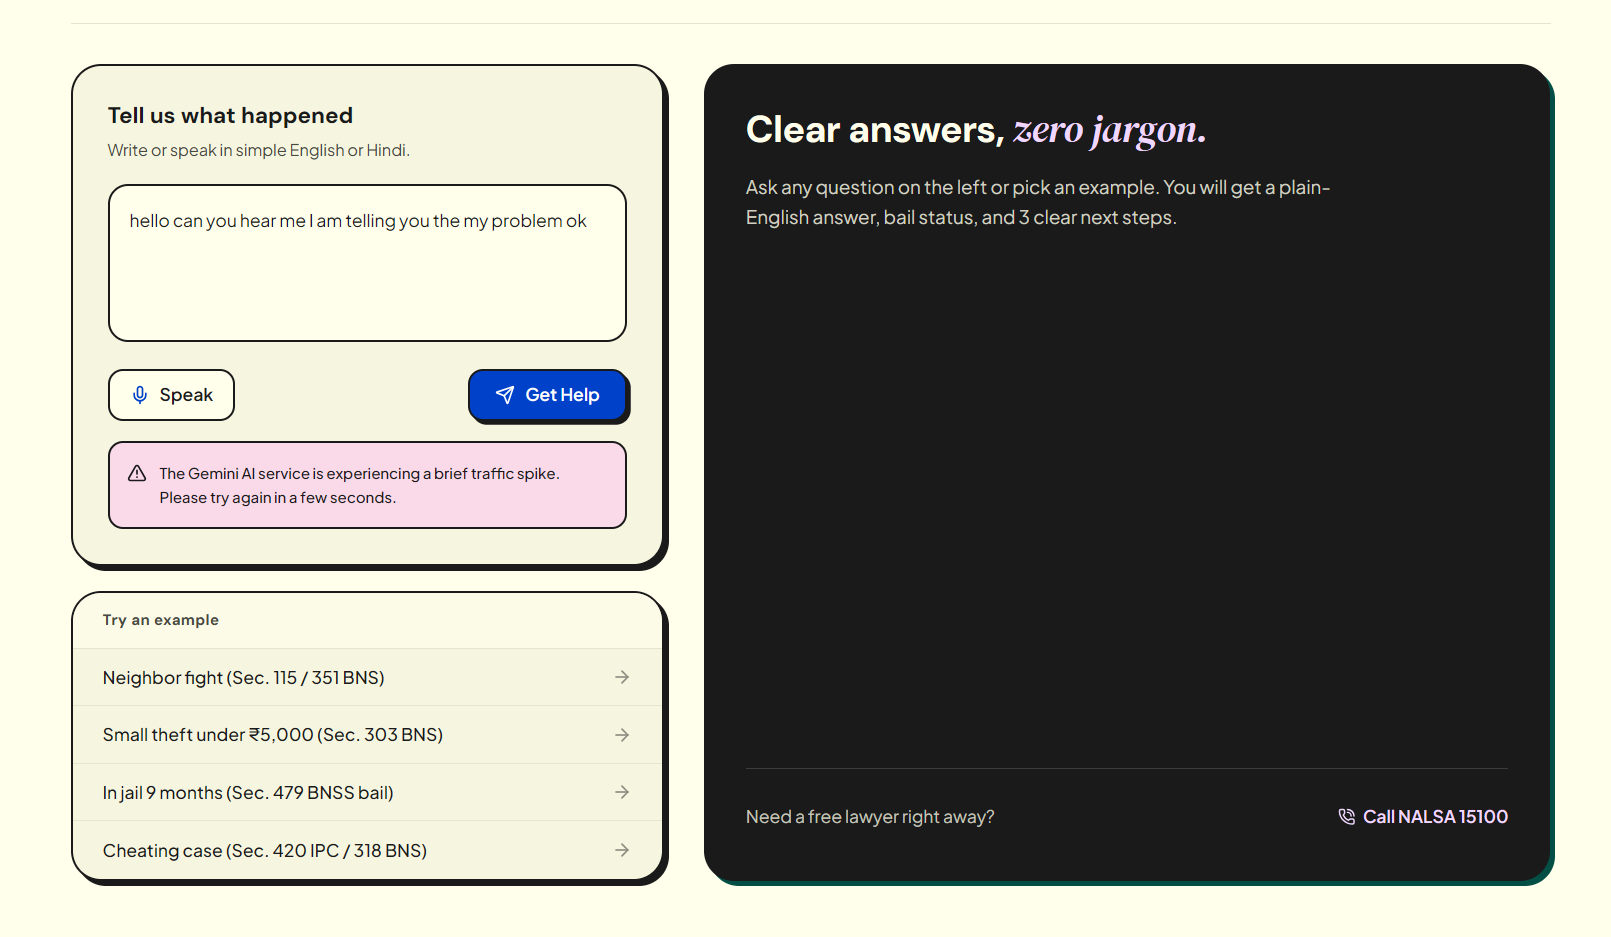 Tell us what happened
Write or speak in simple English or Hindi.
hello can you hear me I am telling you the my problem ok
Speak
Get Help
The Gemini AI service is experiencing a brief traffic spike.
Please try again in a few seconds.
Try an example
Neighbor fight (Sec. 115 / 351 BNS)
Small theft under ₹5,000 (Sec. 303 BNS)
In jail 9 months (Sec. 479 BNSS bail)
Cheating case (Sec. 420 IPC / 318 BNS)
Clear answers, zero jargon.
Ask any question on the left or pick an example. You will get a plain-
English answer, bail status, and 3 clear next steps.
Need a free lawyer right away?
Call NALSA 15100